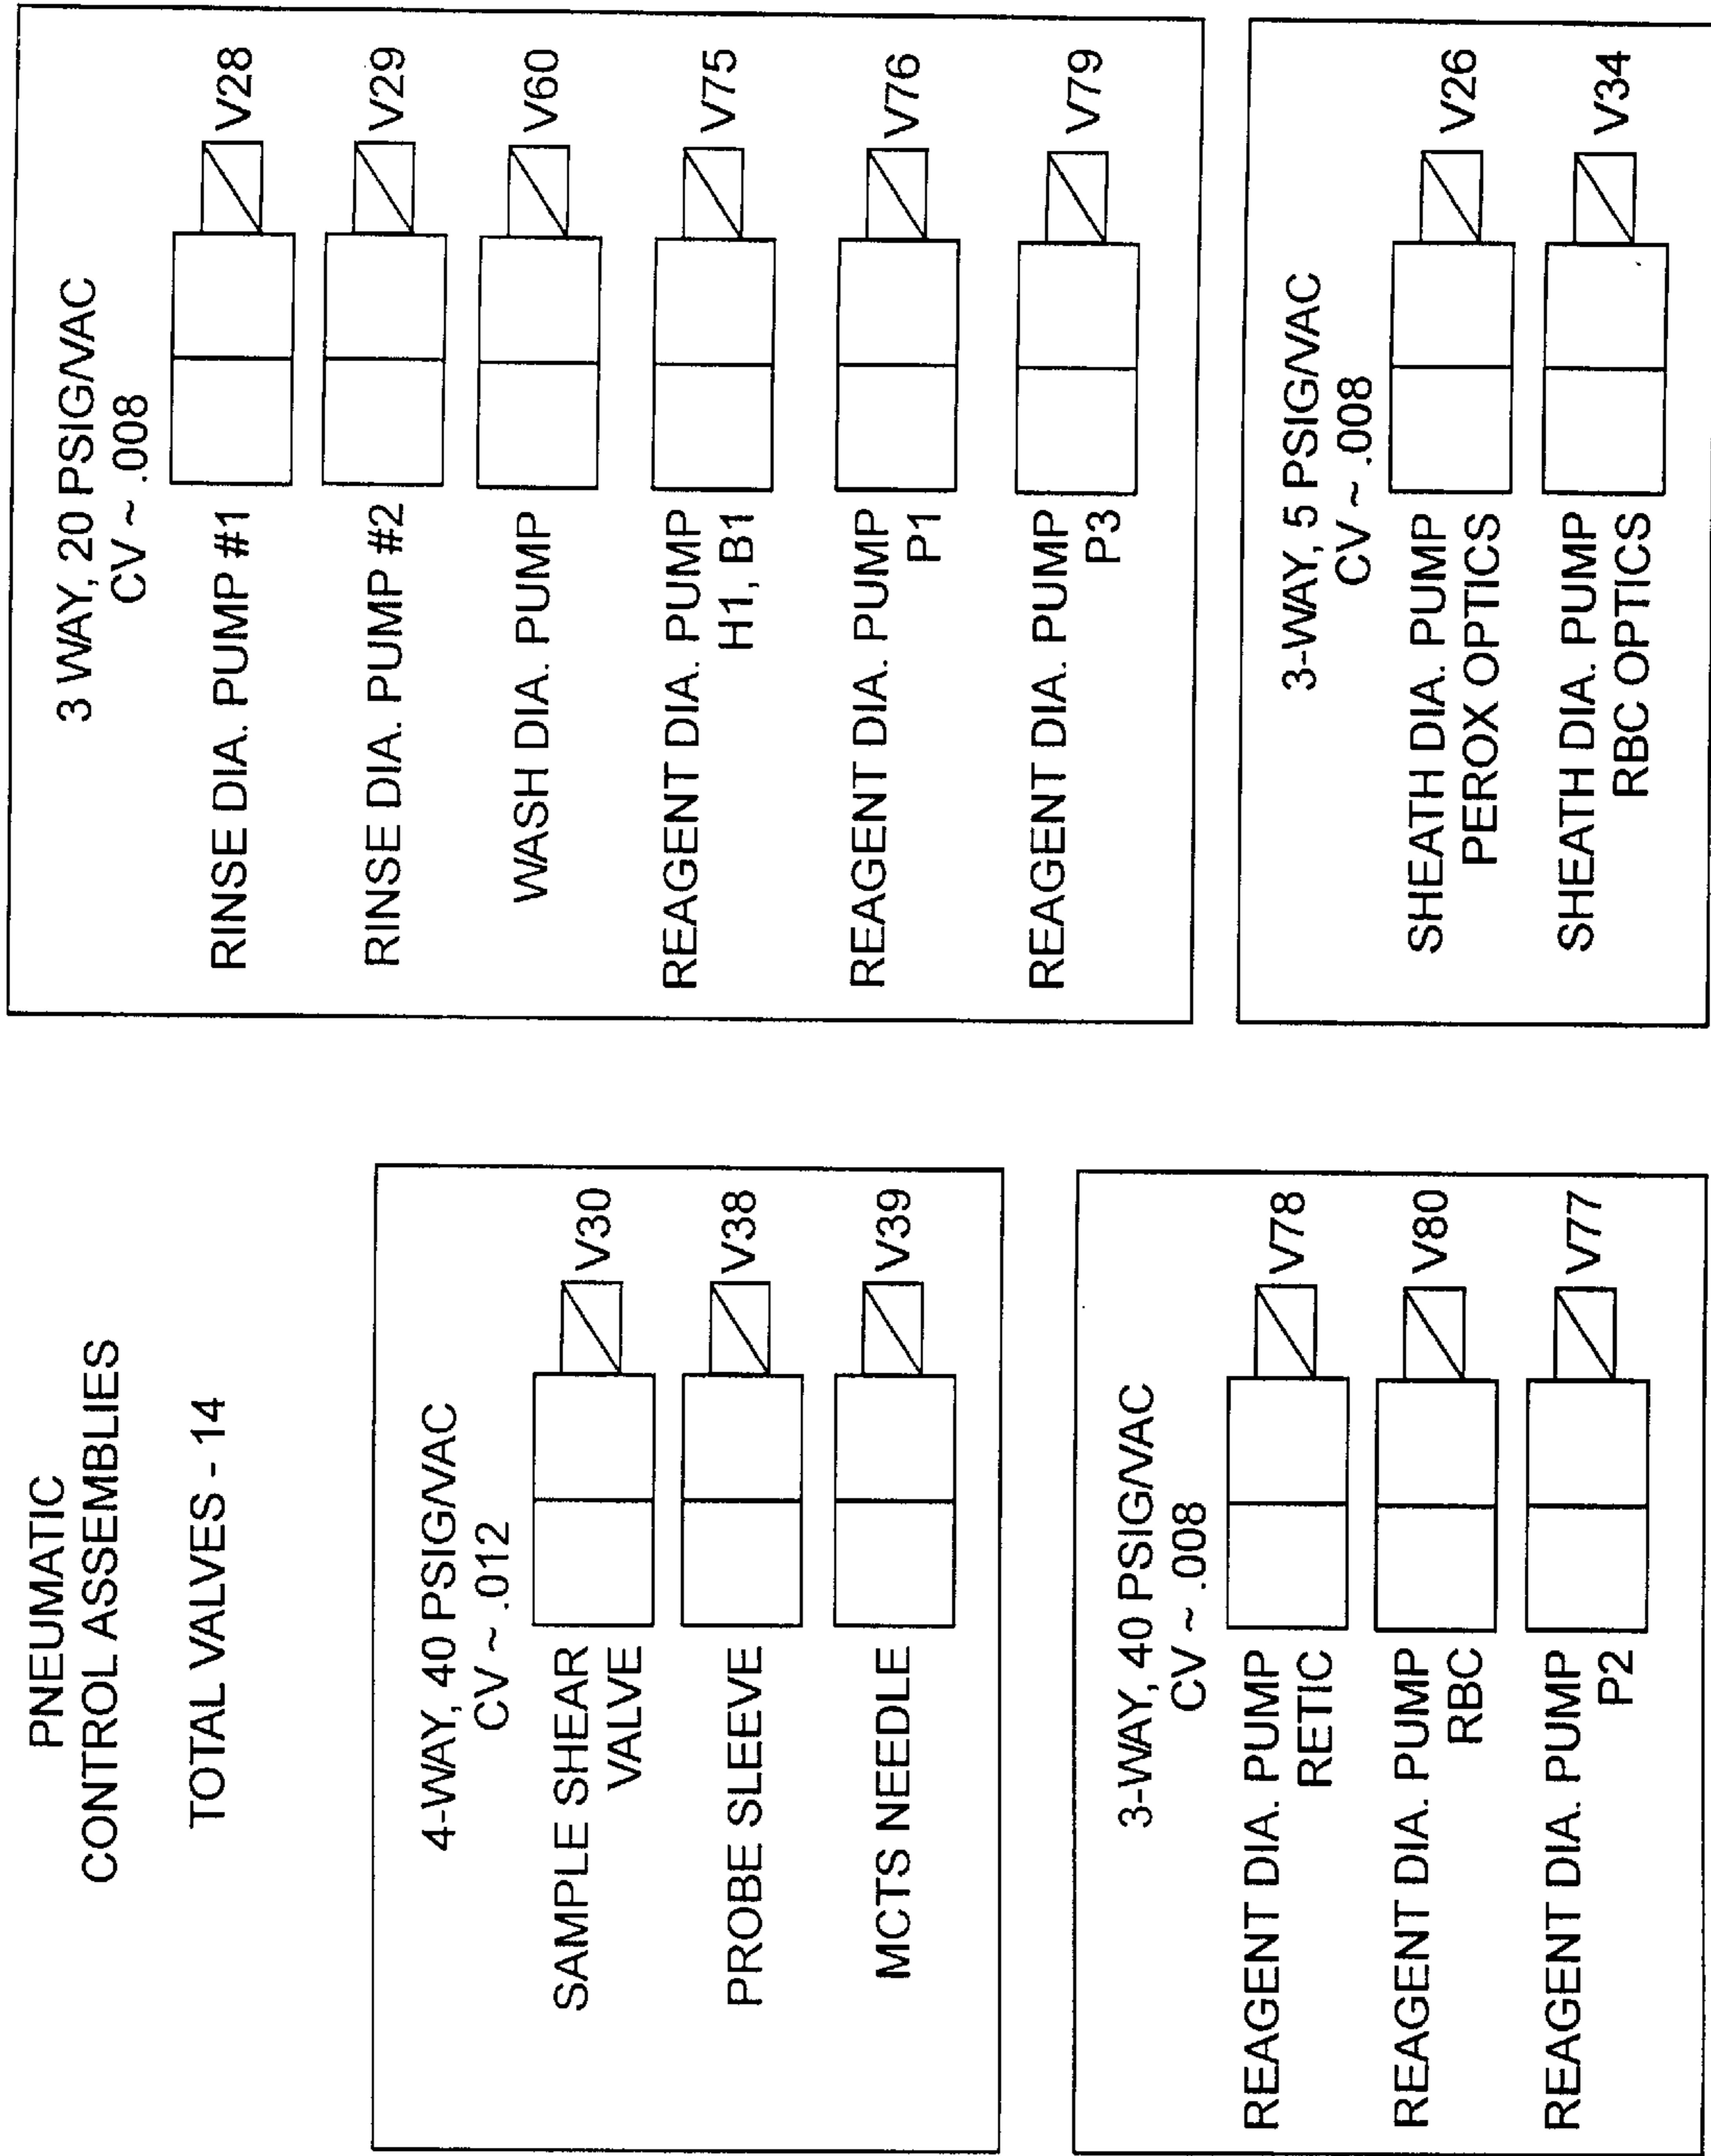 PNEUMATIC
CONTROL ASSEMBLIES
TOTAL VALVES - 14
4-WAY, 40 PSIG/VAC
CV ~ .012
SAMPLE SHEAR
VALVE
V30
PROBE SLEEVE
V38
MCTS NEEDLE
V39
3-WAY, 40 PSIG/VAC
CV ~ .008
REAGENT DIA. PUMP
RETIC
V78
REAGENT DIA. PUMP
RBC
V80
REAGENT DIA. PUMP
P2
V77
3 WAY, 20 PSIG/VAC
CV ~ .008
RINSE DIA. PUMP #1
V28
RINSE DIA. PUMP #2
V29
WASH DIA. PUMP
V60
REAGENT DIA. PUMP
H1, B1
V75
REAGENT DIA. PUMP
P1
V76
REAGENT DIA. PUMP
P3
V79
3-WAY, 5 PSIG/VAC
CV ~ .008
SHEATH DIA. PUMP
PEROX OPTICS
V26
SHEATH DIA. PUMP
RBC OPTICS
V34